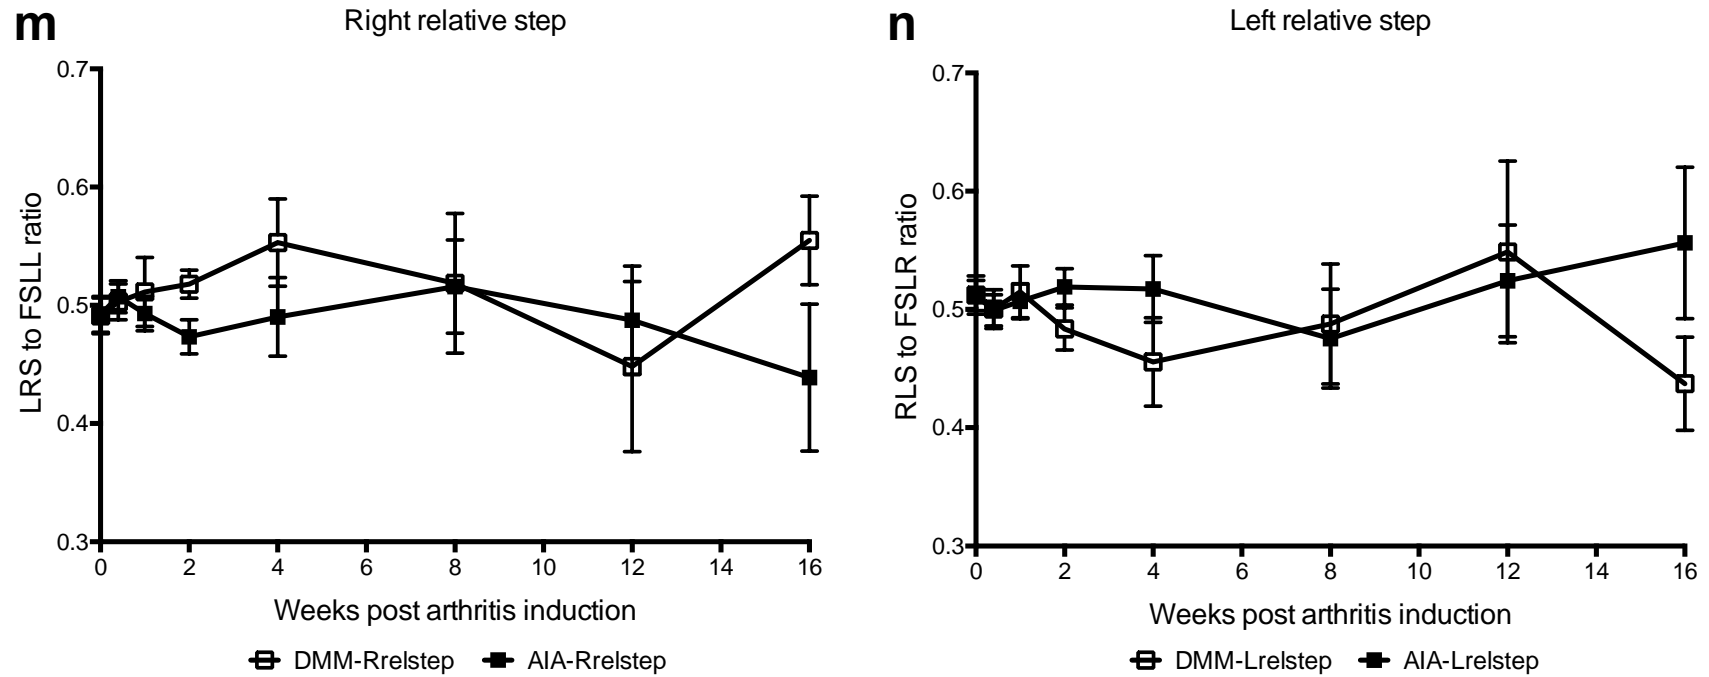 m
Right relative step
0.7
0.6
0.5
0.4
0.3
LRS to FSLL ratio
0 2 4 6 8 10 12 14 16
Weeks post arthritis induction
DMM-Rrelstep AIA-Rrelstep
n
Left relative step
0.7
0.6
0.5
0.4
0.3
RLS to FSLR ratio
0 2 4 6 8 10 12 14 16
Weeks post arthritis induction
DMM-Lrelstep AIA-Lrelstep